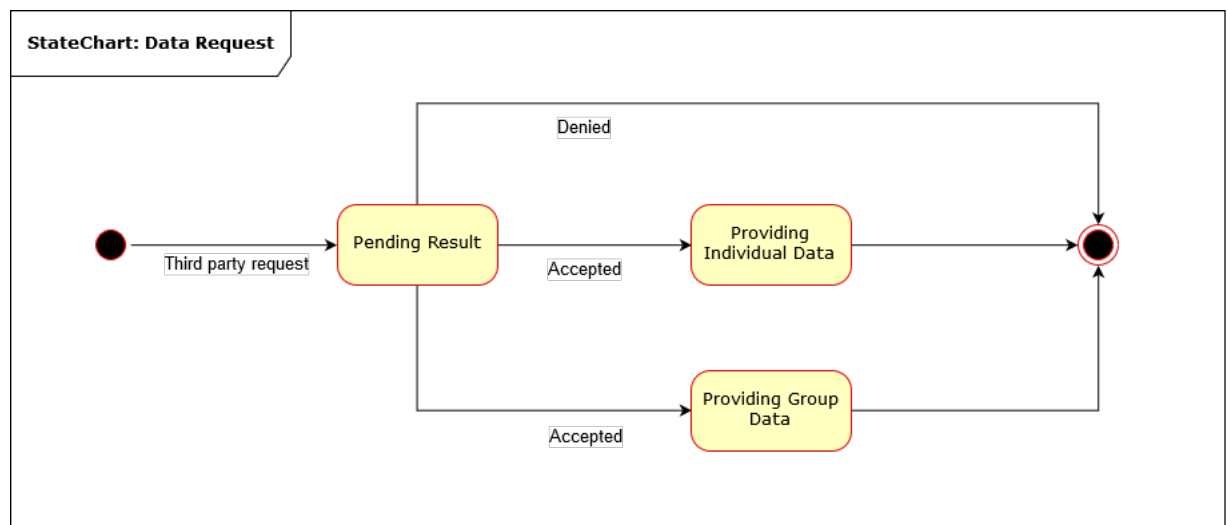 StateChart: Data Request
Denied
Third party request
Pending Result
Accepted
Providing
Individual Data
Accepted
Providing Group
Data